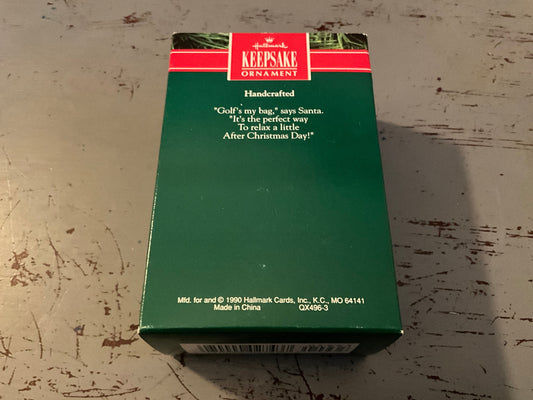 Hallmark
KEEPSAKE
ORNAMENT
Handcrafted
"Golf's my bag," says Santa.
"It's the perfect way
To relax a little
After Christmas Day!"
Mfd. for and © 1990 Hallmark Cards, Inc., K.C., MO 64141
Made in China QX496-3